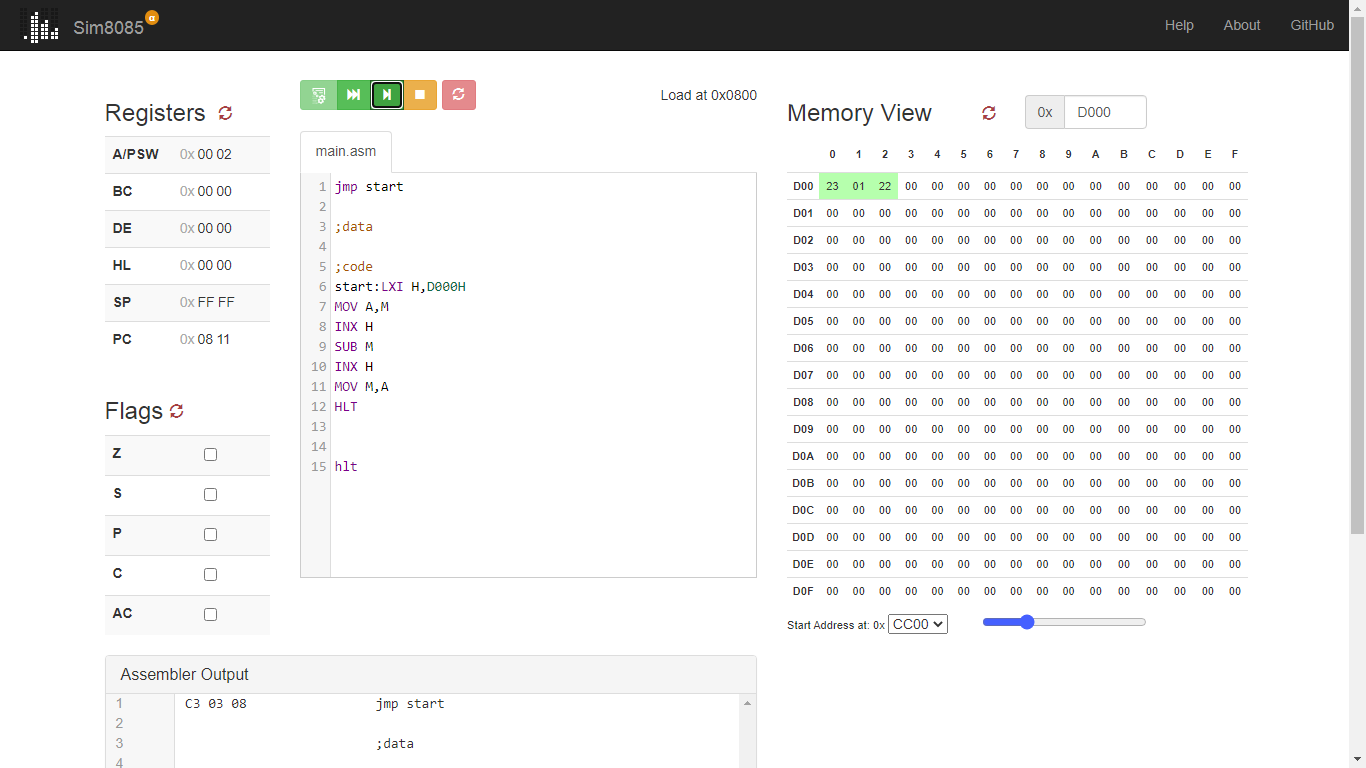 Sim8085 α
Help About GitHub
Load at 0x0800
Registers
A/PSW 0x 00 02
BC 0x 00 00
DE 0x 00 00
HL 0x 00 00
SP 0x FF FF
PC 0x 08 11
Flags
Z
S
P
C
AC
main.asm
1 jmp start
2
3 ;data
4
5 ;code
6 start:LXI H,D000H
7 MOV A,M
8 INX H
9 SUB M
10 INX H
11 MOV M,A
12 HLT
13
14
15 hlt
Assembler Output
1 C3 03 08 jmp start
2
3 ;data
4
Memory View 0x D000
0 1 2 3 4 5 6 7 8 9 A B C D E F
D00 23 01 22 00 00 00 00 00 00 00 00 00 00 00 00 00
D01 00 00 00 00 00 00 00 00 00 00 00 00 00 00 00 00
D02 00 00 00 00 00 00 00 00 00 00 00 00 00 00 00 00
D03 00 00 00 00 00 00 00 00 00 00 00 00 00 00 00 00
D04 00 00 00 00 00 00 00 00 00 00 00 00 00 00 00 00
D05 00 00 00 00 00 00 00 00 00 00 00 00 00 00 00 00
D06 00 00 00 00 00 00 00 00 00 00 00 00 00 00 00 00
D07 00 00 00 00 00 00 00 00 00 00 00 00 00 00 00 00
D08 00 00 00 00 00 00 00 00 00 00 00 00 00 00 00 00
D09 00 00 00 00 00 00 00 00 00 00 00 00 00 00 00 00
D0A 00 00 00 00 00 00 00 00 00 00 00 00 00 00 00 00
D0B 00 00 00 00 00 00 00 00 00 00 00 00 00 00 00 00
D0C 00 00 00 00 00 00 00 00 00 00 00 00 00 00 00 00
D0D 00 00 00 00 00 00 00 00 00 00 00 00 00 00 00 00
D0E 00 00 00 00 00 00 00 00 00 00 00 00 00 00 00 00
D0F 00 00 00 00 00 00 00 00 00 00 00 00 00 00 00 00
Start Address at: 0x CC00